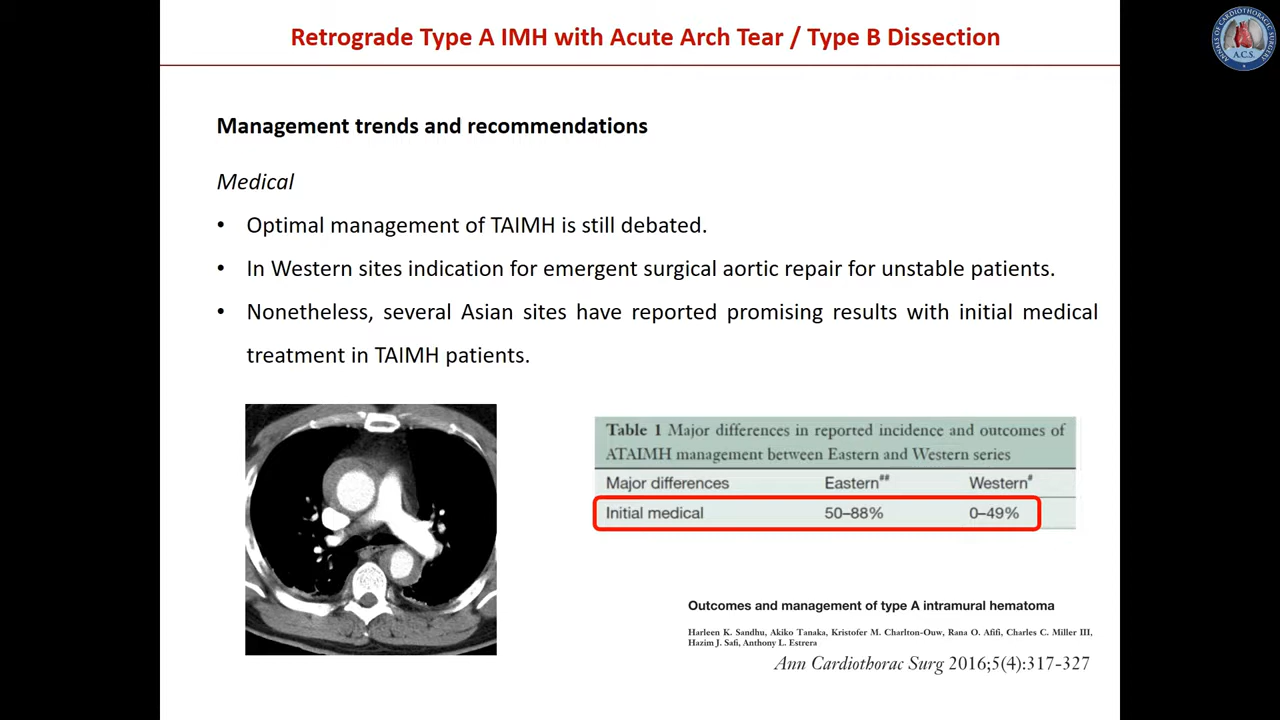 Retrograde Type A IMH with Acute Arch Tear / Type B Dissection
ANNALS OF CARDIOTHORACIC SURGERY
A.C.S.
Management trends and recommendations
Medical
• Optimal management of TAIMH is still debated.
• In Western sites indication for emergent surgical aortic repair for unstable patients.
• Nonetheless, several Asian sites have reported promising results with initial medical
treatment in TAIMH patients.
Table 1 Major differences in reported incidence and outcomes of
ATAIMH management between Eastern and Western series
Major differences Eastern## Western#
Initial medical 50–88% 0–49%
Outcomes and management of type A intramural hematoma
Harleen K. Sandhu, Akiko Tanaka, Kristofer M. Charlton-Ouw, Rana O. Afifi, Charles C. Miller III,
Hazim J. Safi, Anthony L. Estrera
Ann Cardiothorac Surg 2016;5(4):317-327